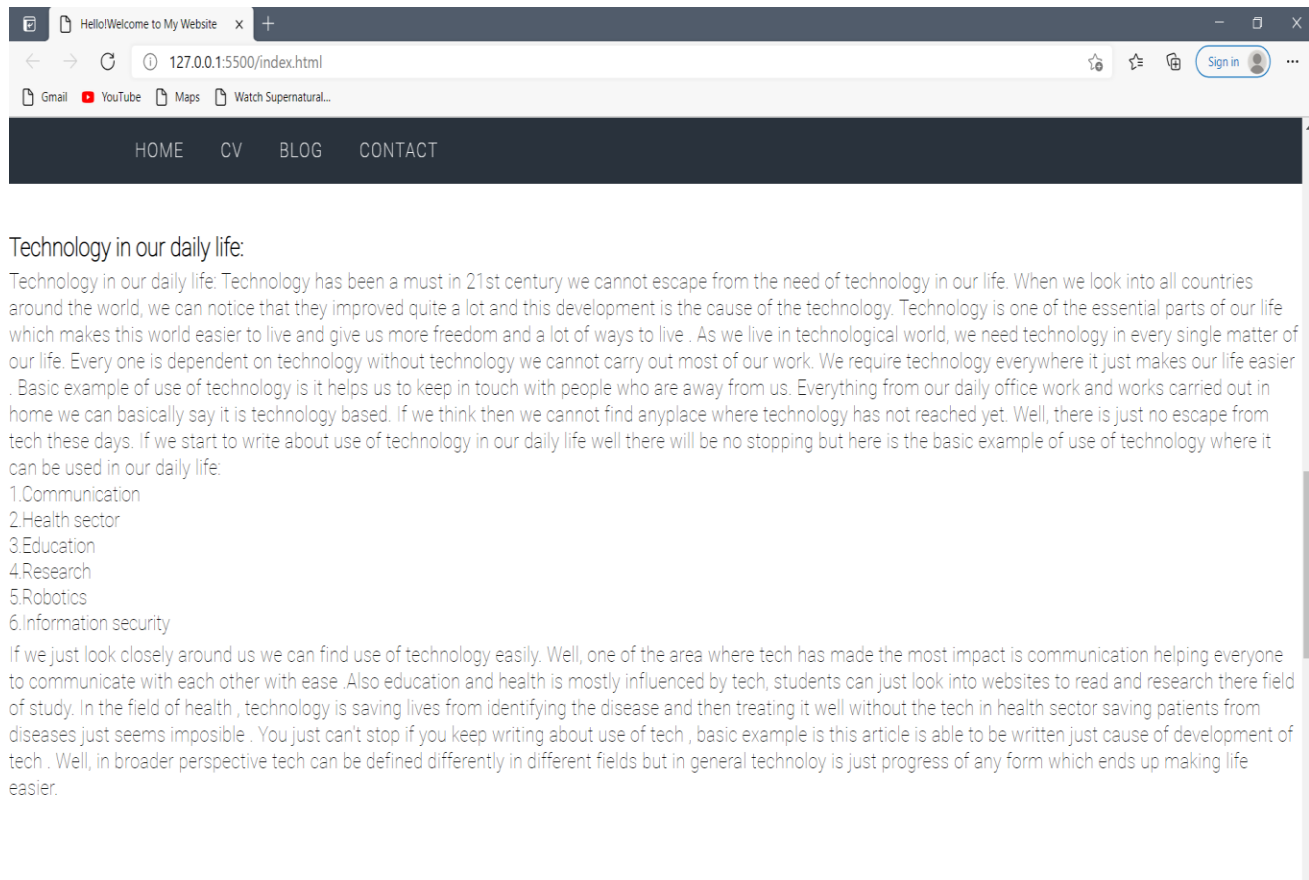 Hello!Welcome to My Website
127.0.0.1:5500/index.html
Sign in
Gmail YouTube Maps Watch Supernatural...
HOME CV BLOG CONTACT
Technology in our daily life:
Technology in our daily life: Technology has been a must in 21st century we cannot escape from the need of technology in our life. When we look into all countries
around the world, we can notice that they improved quite a lot and this development is the cause of the technology. Technology is one of the essential parts of our life
which makes this world easier to live and give us more freedom and a lot of ways to live . As we live in technological world, we need technology in every single matter of
our life. Every one is dependent on technology without technology we cannot carry out most of our work. We require technology everywhere it just makes our life easier
. Basic example of use of technology is it helps us to keep in touch with people who are away from us. Everything from our daily office work and works carried out in
home we can basically say it is technology based. If we think then we cannot find anyplace where technology has not reached yet. Well, there is just no escape from
tech these days. If we start to write about use of technology in our daily life well there will be no stopping but here is the basic example of use of technology where it
can be used in our daily life:
1.Communication
2.Health sector
3.Education
4.Research
5.Robotics
6.Information security
If we just look closely around us we can find use of technology easily. Well, one of the area where tech has made the most impact is communication helping everyone
to communicate with each other with ease .Also education and health is mostly influenced by tech, students can just look into websites to read and research there field
of study. In the field of health , technology is saving lives from identifying the disease and then treating it well without the tech in health sector saving patients from
diseases just seems imposible . You just can't stop if you keep writing about use of tech , basic example is this article is able to be written just cause of development of
tech . Well, in broader perspective tech can be defined differently in different fields but in general technoloy is just progress of any form which ends up making life
easier.